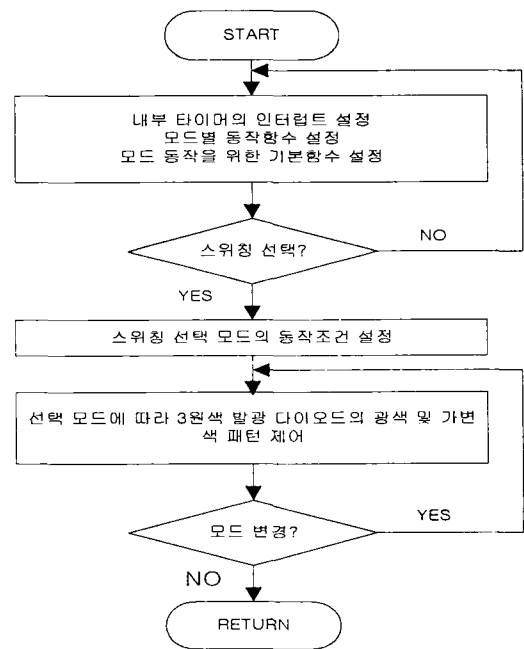 START
내부 타이머의 인터럽트 설정
모드별 동작함수 설정
모드 동작을 위한 기본함수 설정
스위칭 선택?
NO
YES
스위칭 선택 모드의 동작조건 설정
선택 모드에 따라 3원색 발광 다이오드의 광색 및 가변
색 패턴 제어
모드 변경?
YES
NO
RETURN